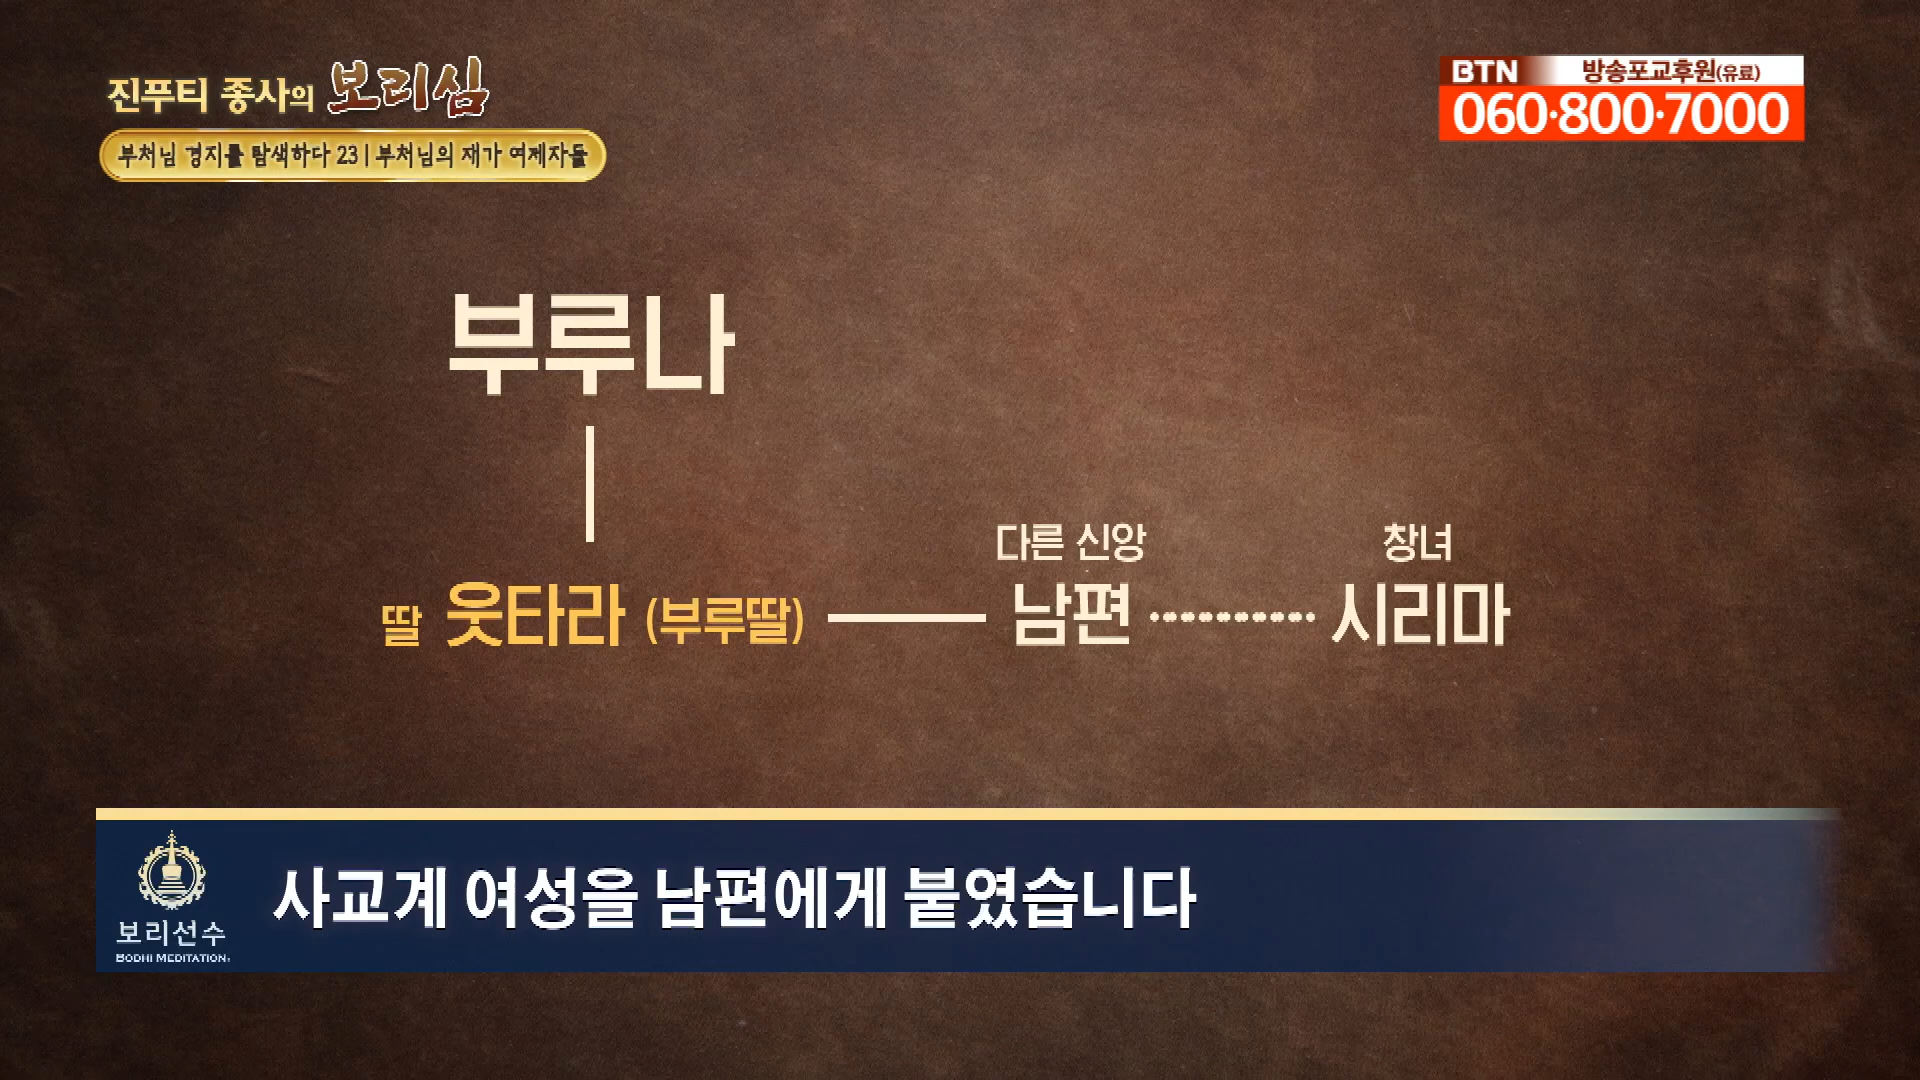 진푸티 종사의 보리심
부처님 경지를 탐색하다 23 | 부처님의 재가 여제자들
BTN 방송포교후원(유료)
060·800·7000
부루나
다른 신앙 창녀
딸 웃타라 (부루딸) 남편 시리마
사교계 여성을 남편에게 붙였습니다
보리선수
BODHI MEDITATION